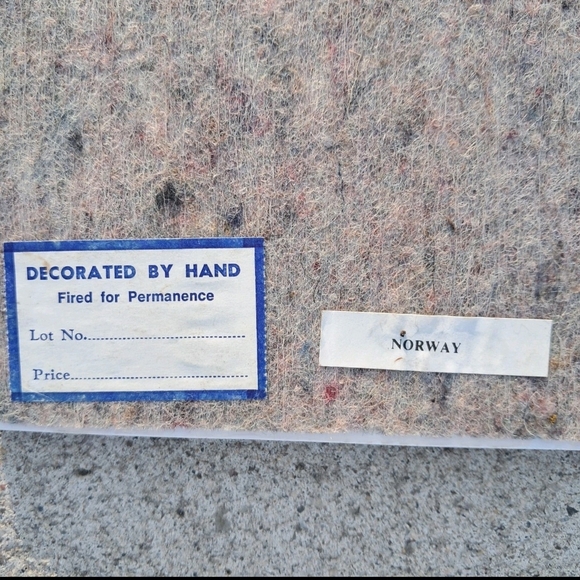 DECORATED BY HAND
Fired for Permanence
Lot No.
Price
NORWAY